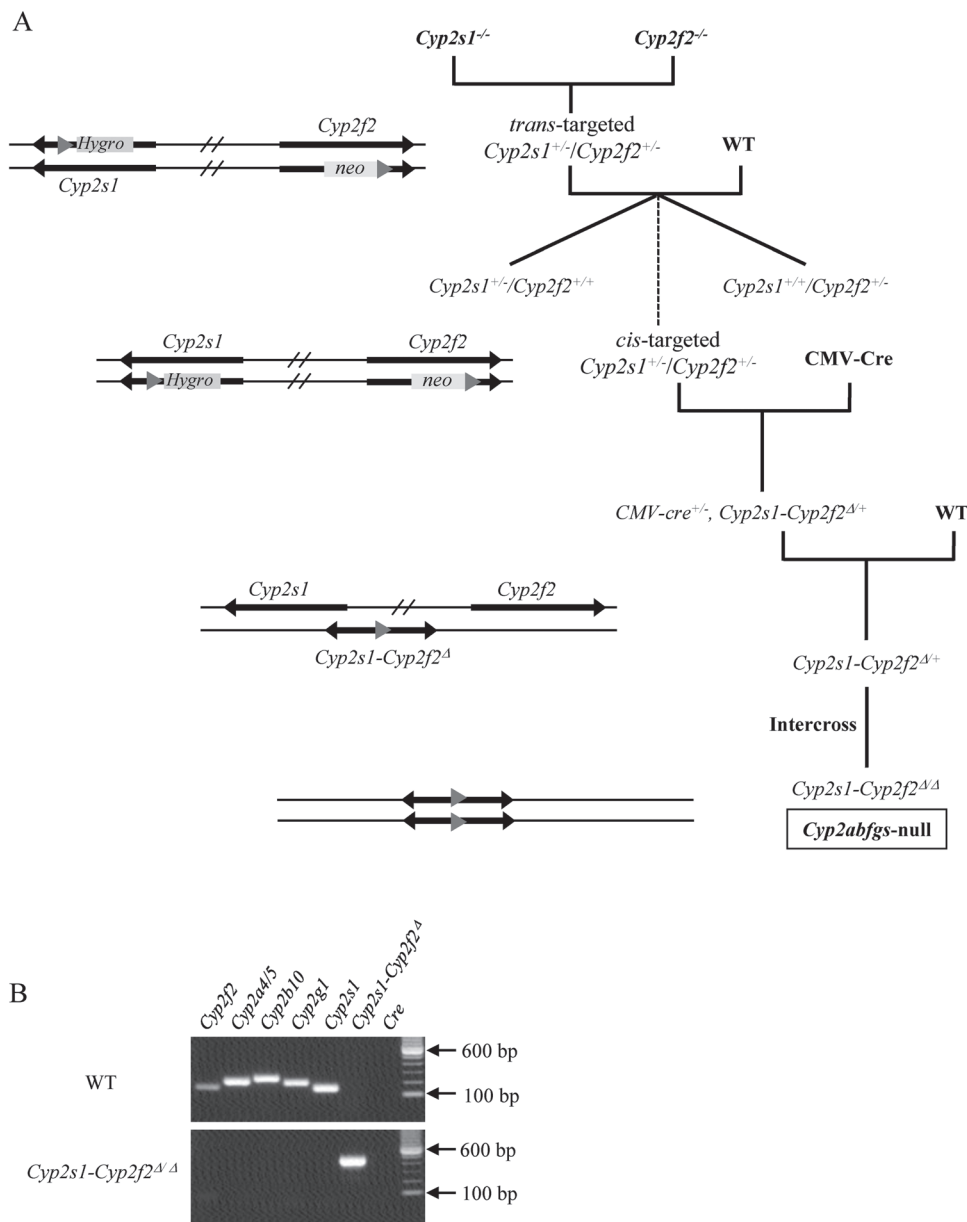 A
Cyp2s1-/- Cyp2f2-/-
Hygro Cyp2f2
Cyp2s1 neo
trans-targeted
Cyp2s1+/-/Cyp2f2+/- WT
Cyp2s1+/-/Cyp2f2+/+ Cyp2s1+/+/Cyp2f2+/-
Cyp2s1 Cyp2f2
Hygro neo
cis-targeted
Cyp2s1+/-/Cyp2f2+/- CMV-Cre
CMV-cre+/-, Cyp2s1-Cyp2f2Δ/+ WT
Cyp2s1 Cyp2f2
Cyp2s1-Cyp2f2Δ
Cyp2s1-Cyp2f2Δ/+
Intercross
Cyp2s1-Cyp2f2Δ/Δ
Cyp2abfgs-null
B
Cyp2f2
Cyp2a4/5
Cyp2b10
Cyp2g1
Cyp2s1
Cyp2s1-Cyp2f2Δ
Cre
WT
600 bp
100 bp
Cyp2s1-Cyp2f2Δ/Δ
600 bp
100 bp